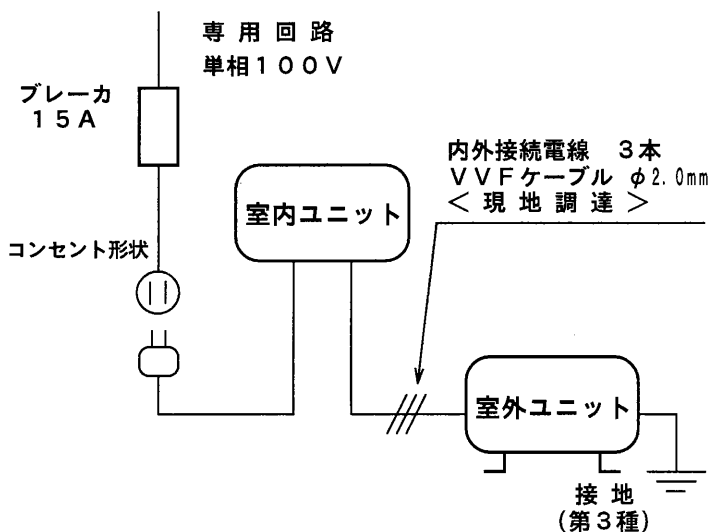 専用回路
単相100V
ブレーカ
15A
内外接続電線 3本
VVFケーブル φ2.0mm
<現地調達>
室内ユニット
コンセント形状
室外ユニット
接地
(第3種)